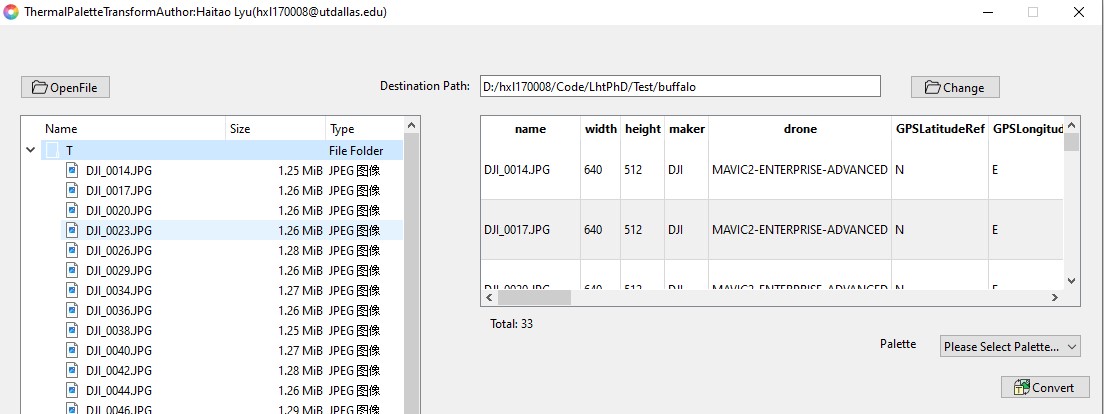 ThermalPaletteTransformAuthor:Haitao Lyu(hxl170008@utdallas.edu)
OpenFile
Destination Path: D:/hxl170008/Code/LhtPhD/Test/buffalo Change
Name Size Type
T File Folder
DJI_0014.JPG 1.25 MiB JPEG 图像
DJI_0017.JPG 1.26 MiB JPEG 图像
DJI_0020.JPG 1.26 MiB JPEG 图像
DJI_0023.JPG 1.26 MiB JPEG 图像
DJI_0026.JPG 1.28 MiB JPEG 图像
DJI_0029.JPG 1.26 MiB JPEG 图像
DJI_0034.JPG 1.27 MiB JPEG 图像
DJI_0036.JPG 1.26 MiB JPEG 图像
DJI_0038.JPG 1.25 MiB JPEG 图像
DJI_0040.JPG 1.27 MiB JPEG 图像
DJI_0042.JPG 1.28 MiB JPEG 图像
DJI_0044.JPG 1.26 MiB JPEG 图像
DJI_0046.JPG 1.29 MiB JPEG 图像
name width height maker drone GPSLatitudeRef GPSLongitud
DJI_0014.JPG 640 512 DJI MAVIC2-ENTERPRISE-ADVANCED N E
DJI_0017.JPG 640 512 DJI MAVIC2-ENTERPRISE-ADVANCED N E
DJI_0020.JPG 640 512 DJI MAVIC2-ENTERPRISE-ADVANCED N E
Total: 33
Palette Please Select Palette...
Convert